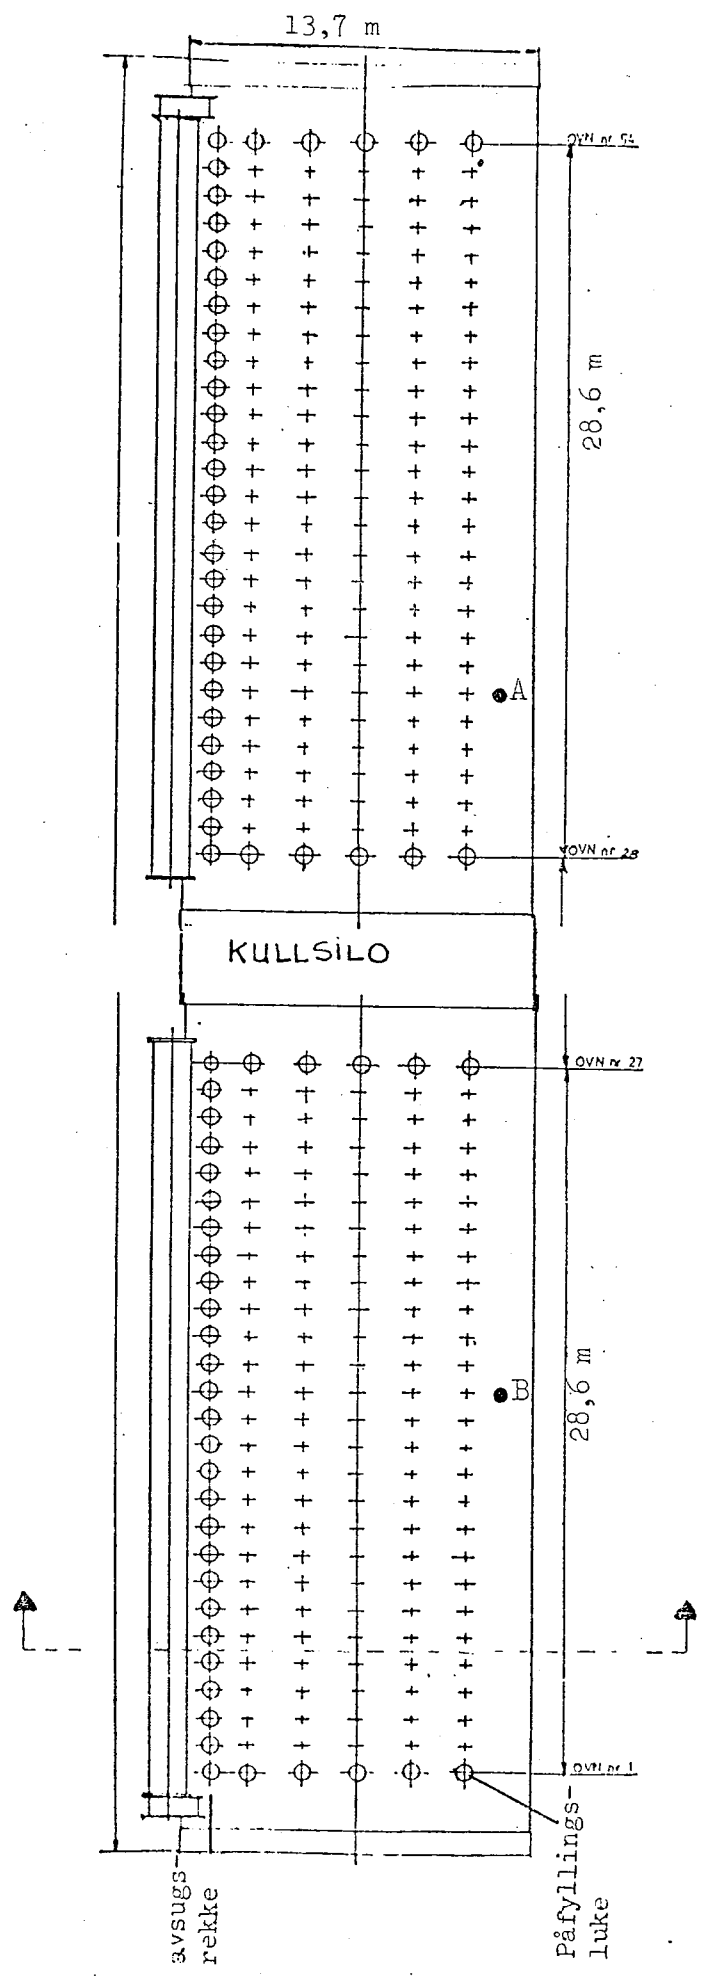 13,7 m
OVN nr 54
28,6 m
A
OVN nr 28
KULLSILO
OVN nr 27
B
28,6 m
OVN nr 1
avsugs-
rekke
Påfyllings-
luke